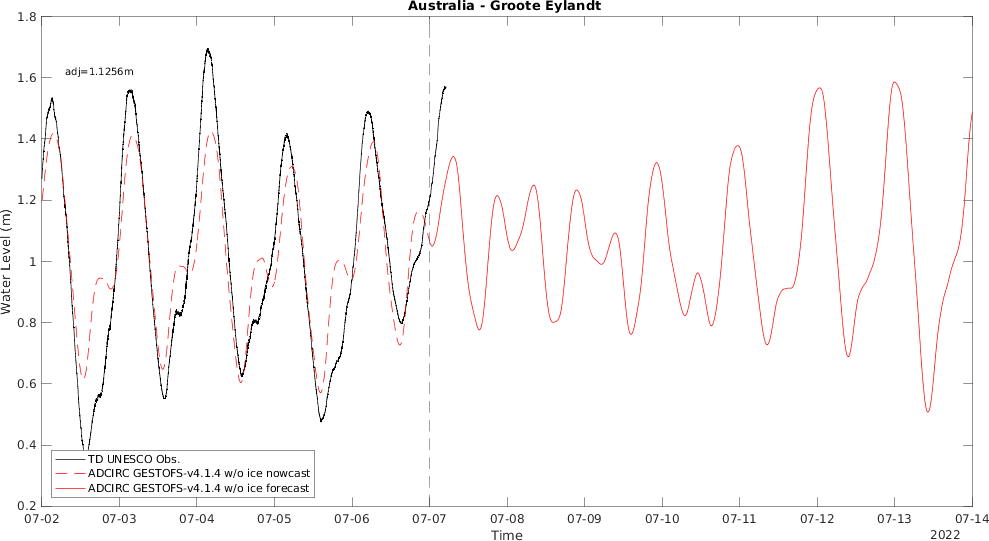 Australia - Groote Eylandt
1.8
1.6
1.4
1.2
1
0.8
0.6
0.4
0.2
Water Level (m)
adj=1.1256m
TD UNESCO Obs.
ADCIRC GESTOFS-v4.1.4 w/o ice nowcast
ADCIRC GESTOFS-v4.1.4 w/o ice forecast
07-02 07-03 07-04 07-05 07-06 07-07 07-08 07-09 07-10 07-11 07-12 07-13 07-14
Time
2022